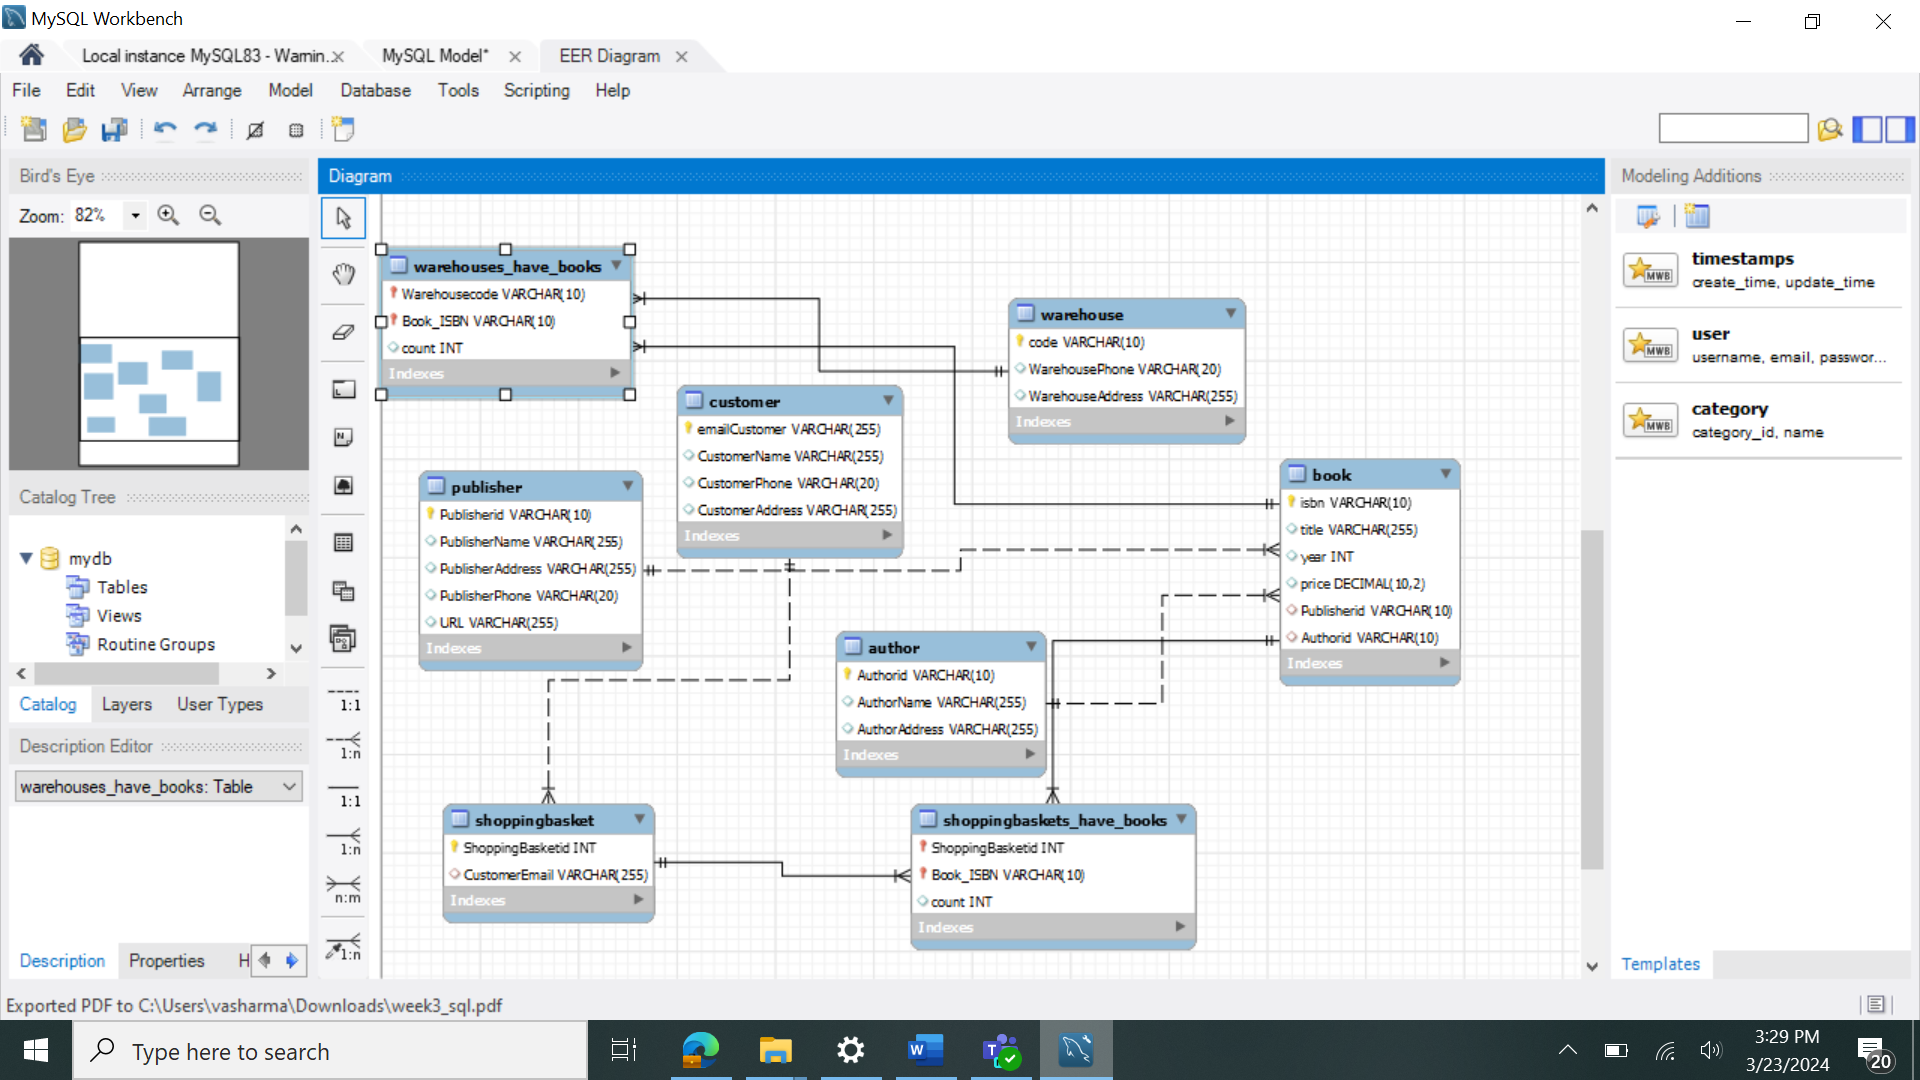 MySQL Workbench
Local instance MySQL83 - Warnin..
MySQL Model*
EER Diagram
File Edit View Arrange Model Database Tools Scripting Help
Bird's Eye
Zoom: 82%
Catalog Tree
mydb
Tables
Views
Routine Groups
Catalog Layers User Types
Description Editor
warehouses_have_books: Table
Description Properties H
Diagram
1:1
1:n
1:1
1:n
n:m
1:n
warehouses_have_books
Warehousecode VARCHAR(10)
Book_ISBN VARCHAR(10)
count INT
Indexes
warehouse
code VARCHAR(10)
WarehousePhone VARCHAR(20)
WarehouseAddress VARCHAR(255)
Indexes
customer
emailCustomer VARCHAR(255)
CustomerName VARCHAR(255)
CustomerPhone VARCHAR(20)
CustomerAddress VARCHAR(255)
Indexes
publisher
Publisherid VARCHAR(10)
PublisherName VARCHAR(255)
PublisherAddress VARCHAR(255)
PublisherPhone VARCHAR(20)
URL VARCHAR(255)
Indexes
book
isbn VARCHAR(10)
title VARCHAR(255)
year INT
price DECIMAL(10,2)
Publisherid VARCHAR(10)
Authorid VARCHAR(10)
Indexes
author
Authorid VARCHAR(10)
AuthorName VARCHAR(255)
AuthorAddress VARCHAR(255)
Indexes
shoppingbasket
ShoppingBasketid INT
CustomerEmail VARCHAR(255)
Indexes
shoppingbaskets_have_books
ShoppingBasketid INT
Book_ISBN VARCHAR(10)
count INT
Indexes
Modeling Additions
MWB
timestamps
create_time, update_time
MWB
user
username, email, passwor...
MWB
category
category_id, name
Templates
Exported PDF to C:\Users\vasharma\Downloads\week3_sql.pdf
Type here to search
3:29 PM
3/23/2024
20